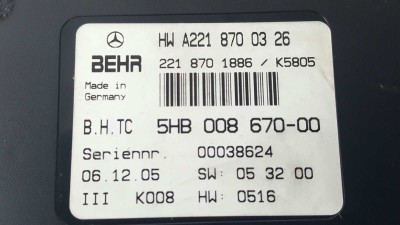 HW A221 870 03 26
BEHR 221 870 1886 / K5805
Made in
Germany
B.H.TC 5HB 008 670-00
Seriennr. 00038624
06.12.05 SW: 05 32 00
III K008 HW: 0516